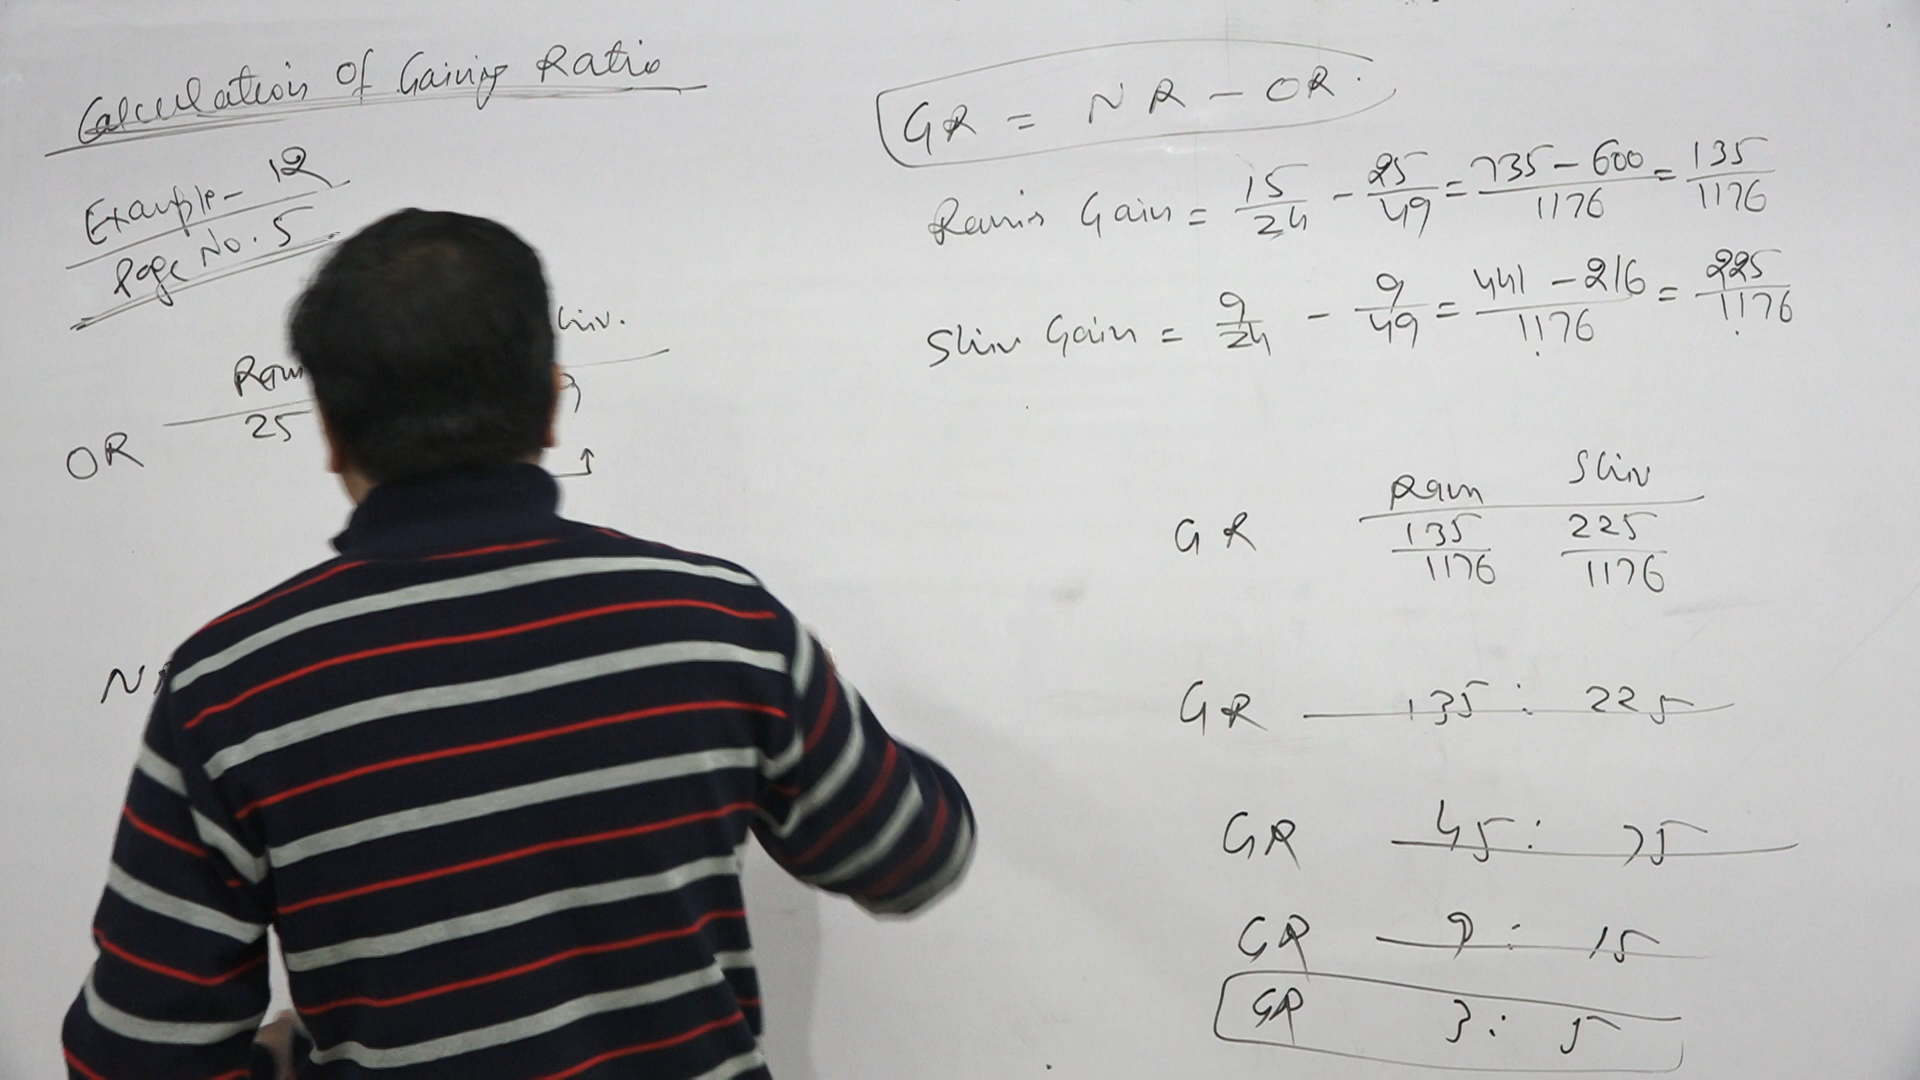 Calculation Of Gaining Ratio
Example- 12
Page No. 5
Ram
OR 25
GR = NR - OR.
Ram's Gain = 15/24 - 25/49 = 735 - 600/1176 = 135/1176
Shiv Gain = 9/24 - 9/49 = 441 - 216/1176 = 225/1176
Ram Shiv
GR 135/1176 225/1176
GR 135 : 225
GR 45 : 75
GR 9 : 15
GR 3 : 5